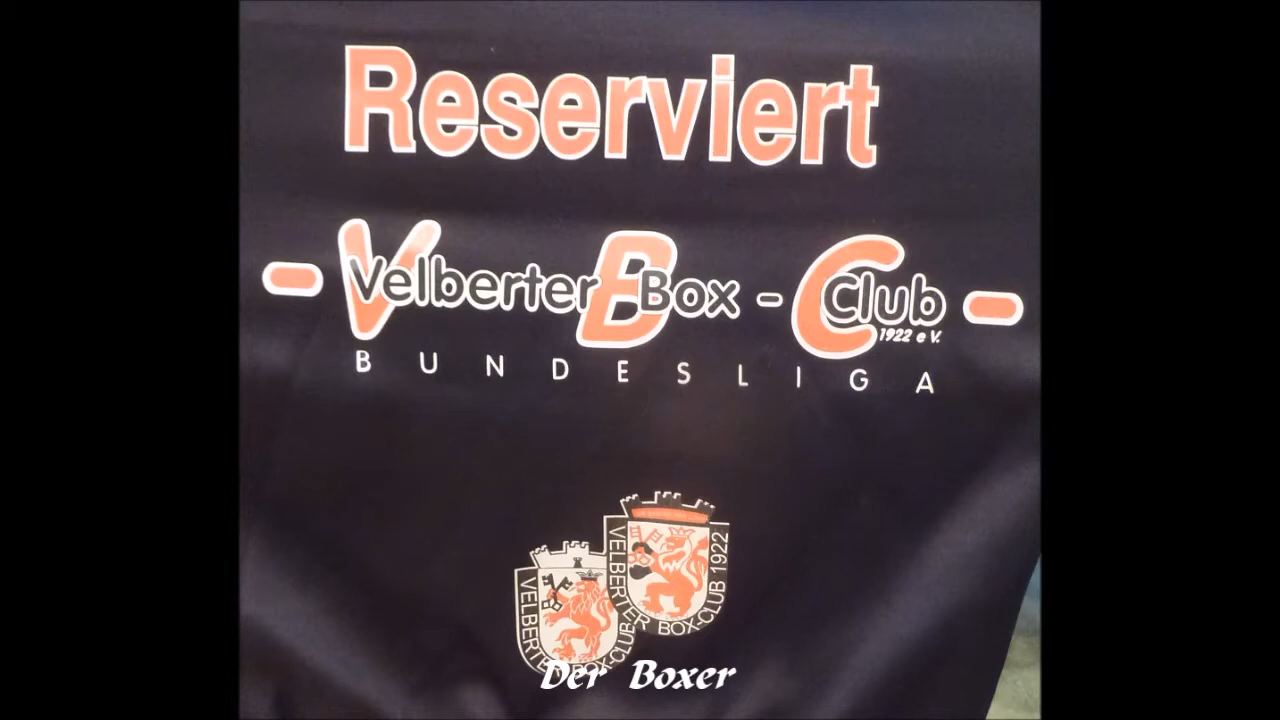 Reserviert
- Velberter Box - Club -
1922 e V.
BUNDESLIGA
VELBERTER BOX-CLUB 1922
VELBERTER BOX-CLUB
Der Boxer